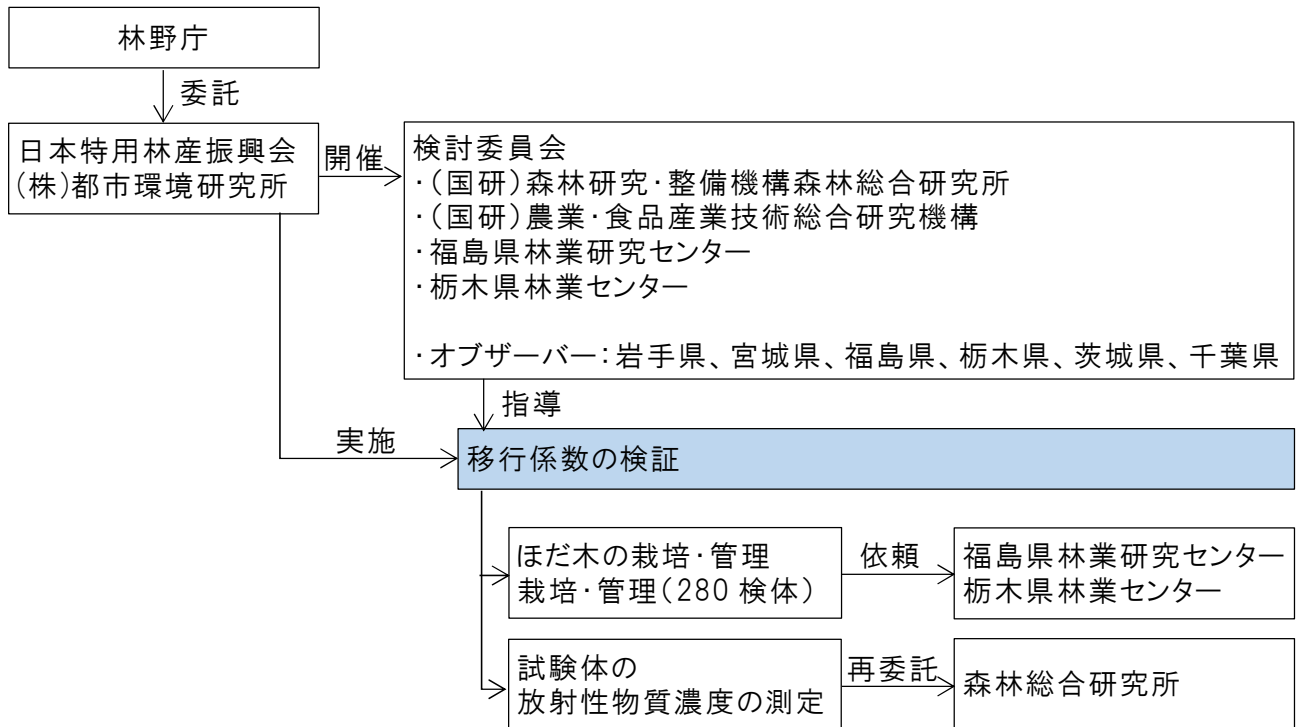 林野庁
委託
日本特用林産振興会
(株)都市環境研究所
開催
検討委員会
・(国研)森林研究・整備機構森林総合研究所
・(国研)農業・食品産業技術総合研究機構
・福島県林業研究センター
・栃木県林業センター
・オブザーバー:岩手県、宮城県、福島県、栃木県、茨城県、千葉県
指導
実施
移行係数の検証
ほだ木の栽培・管理
栽培・管理(280 検体)
依頼
福島県林業研究センター
栃木県林業センター
試験体の
放射性物質濃度の測定
再委託
森林総合研究所